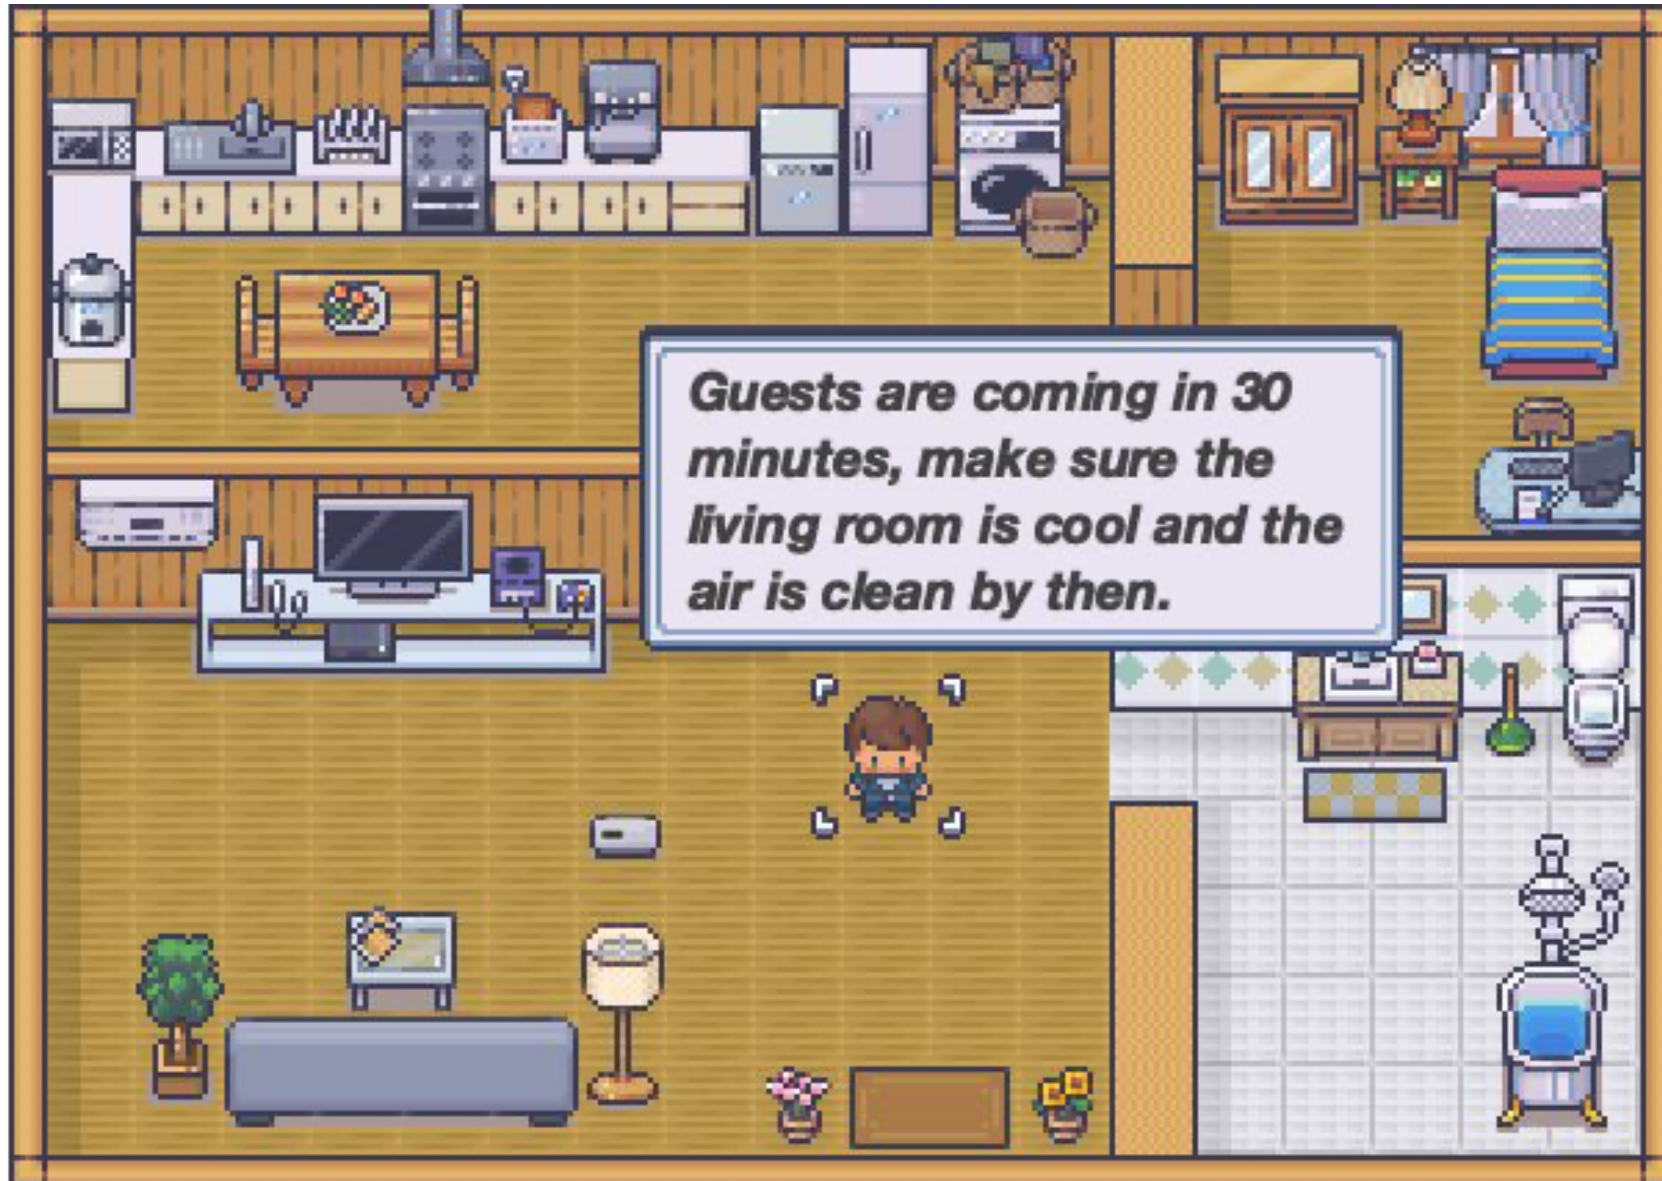 Guests are coming in 30
minutes, make sure the
living room is cool and the
air is clean by then.